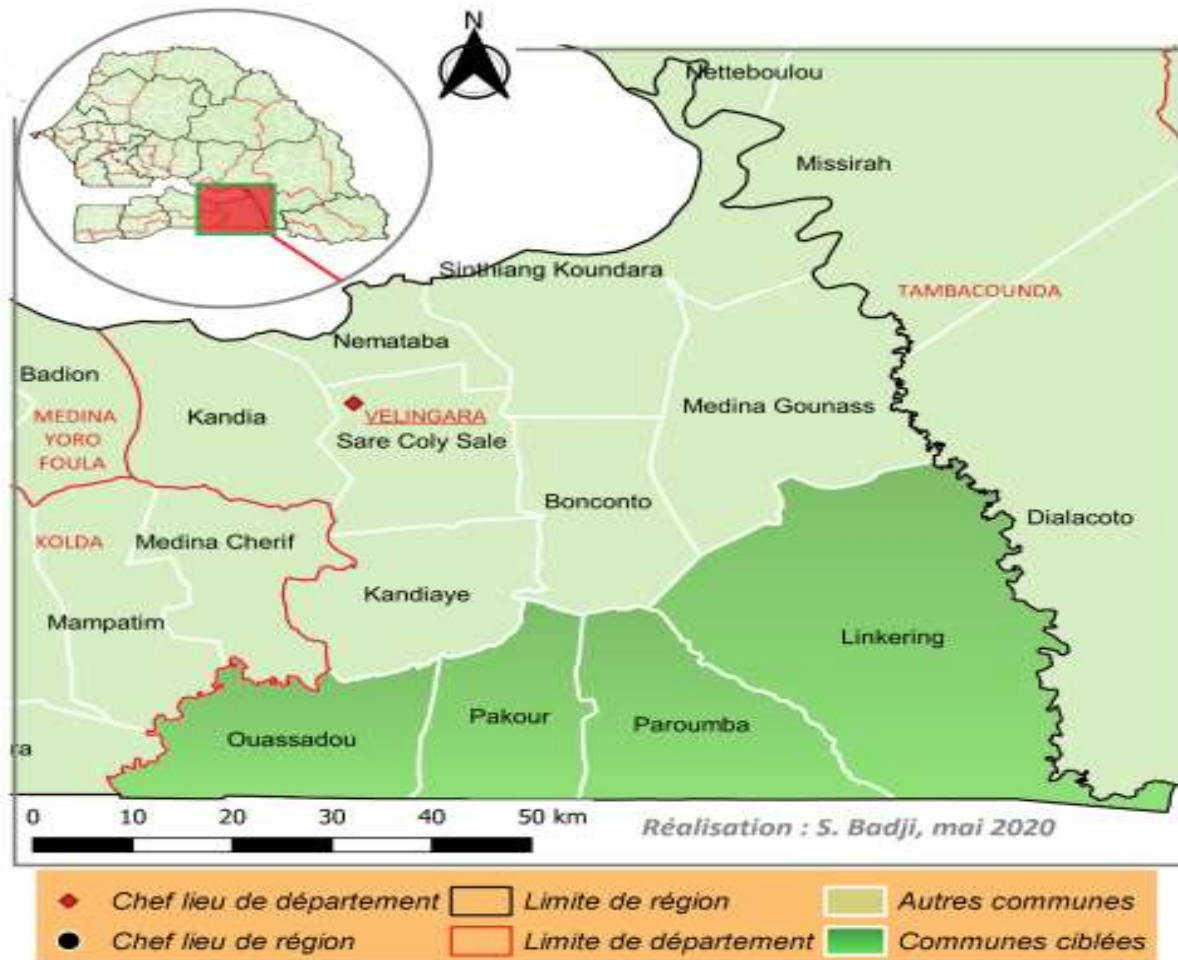 N
Netteboulou
Missirah
Sinthiang Koundara
TAMBACOUNDA
Nemataba
Badion
MEDINA
YORO
FOULA
Kandia
VELINGARA
Sare Coly Sale
Medina Gounass
Bonconto
Dialacoto
KOLDA
Medina Cherif
Kandiaye
Mampatim
Linkering
Pakour
Paroumba
Ouassadou
ra
0 10 20 30 40 50 km
Réalisation : S. Badji, mai 2020
Chef lieu de département Limite de région Autres communes
Chef lieu de région Limite de département Communes ciblées